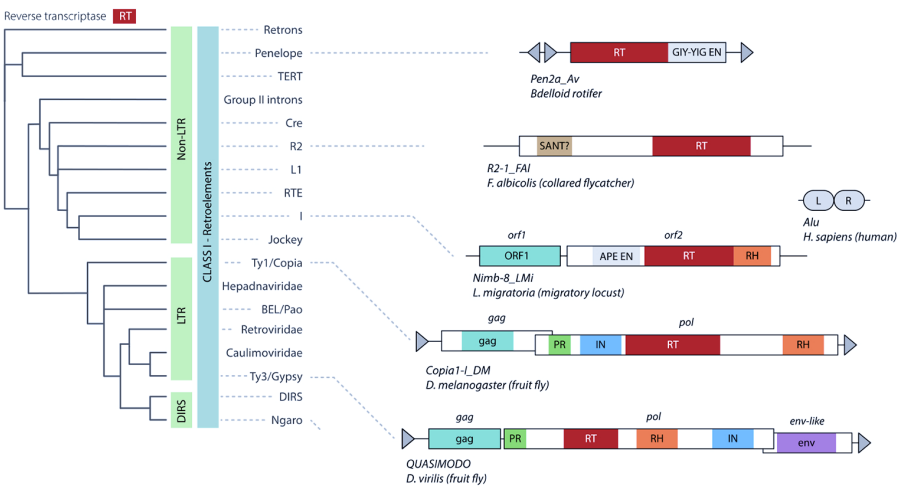 Reverse transcriptase RT
Retrons
Penelope
TERT
Group II introns
Cre
R2
L1
RTE
I
Jockey
Ty1/Copia
Hepadnaviridae
BEL/Pao
Retroviridae
Caulimoviridae
Ty3/Gypsy
DIRS
Ngaro
Non-LTR
LTR
DIRS
CLASS I - Retroelements
RT GIY-YIG EN
Pen2a_Av
Bdelloid rotifer
SANT? RT
R2-1_FAl
F. albicolis (collared flycatcher)
L R
Alu
H. sapiens (human)
orf1 orf2
ORF1 APE EN RT RH
Nimb-8_LMi
L. migratoria (migratory locust)
gag pol
gag PR IN RT RH
Copia1-I_DM
D. melanogaster (fruit fly)
gag pol env-like
gag PR RT RH IN env
QUASIMODO
D. virilis (fruit fly)